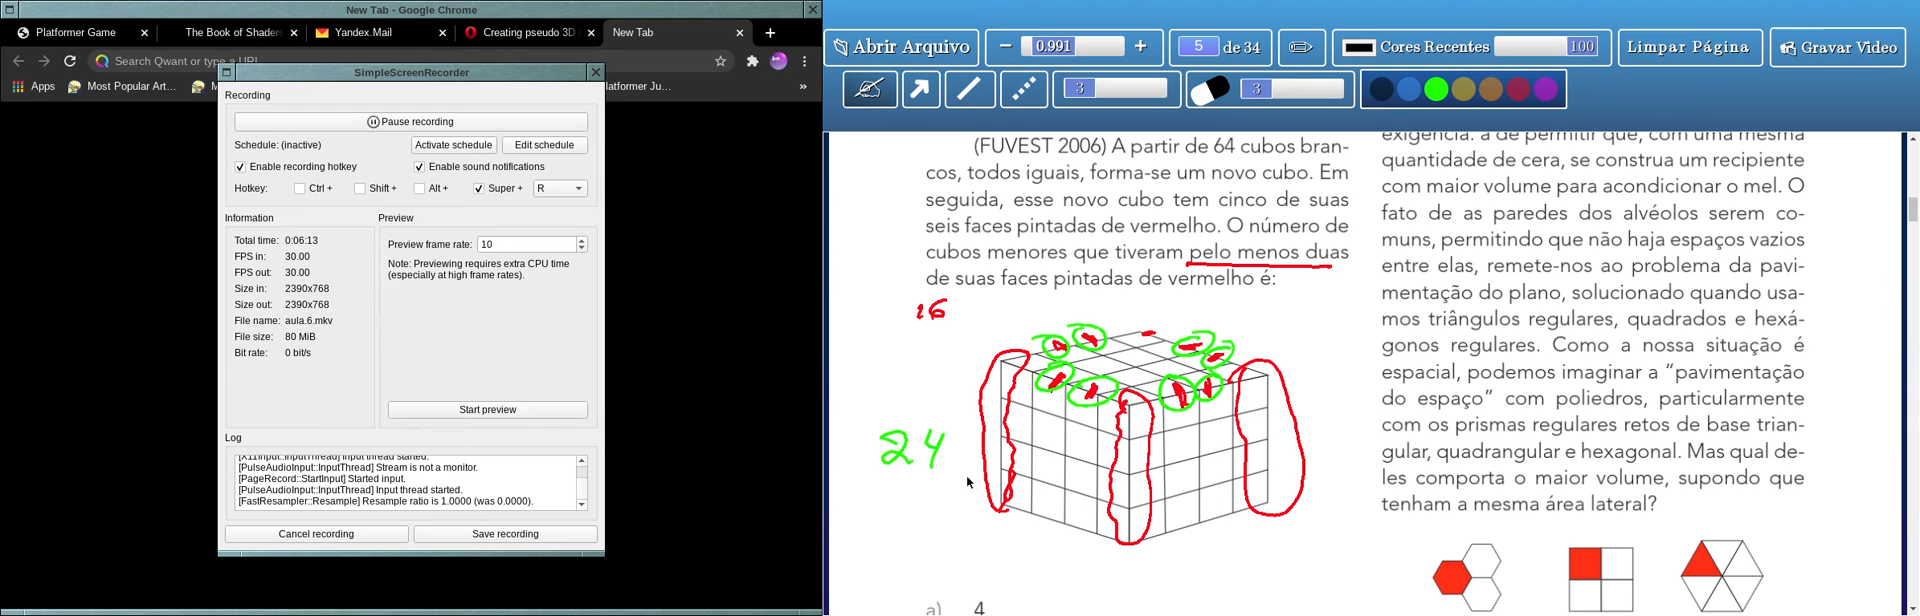 New Tab - Google Chrome
Platformer Game
The Book of Shaders
Yandex.Mail
Creating pseudo 3D
New Tab
Search Qwant or type a URL
Apps
Most Popular Art...
M
latformer Ju...
»
SimpleScreenRecorder
Recording
Pause recording
Schedule: (inactive)
Activate schedule
Edit schedule
Enable recording hotkey
Enable sound notifications
Hotkey:
Ctrl +
Shift +
Alt +
Super +
R
Information
Total time: 0:06:13
FPS in: 30.00
FPS out: 30.00
Size in: 2390x768
Size out: 2390x768
File name: aula.6.mkv
File size: 80 MiB
Bit rate: 0 bit/s
Preview
Preview frame rate: 10
Note: Previewing requires extra CPU time
(especially at high frame rates).
Start preview
Log
[X11Input::InputThread] Input thread started.
[PulseAudioInput::InputThread] Stream is not a monitor.
[PageRecord::StartInput] Started input.
[PulseAudioInput::InputThread] Input thread started.
[FastResampler::Resample] Resample ratio is 1.0000 (was 0.0000).
Cancel recording
Save recording
Abrir Arquivo
− 0.991 +
5 de 34
Cores Recentes
100
Limpar Página
Gravar Video
3
3
(FUVEST 2006) A partir de 64 cubos bran-
cos, todos iguais, forma-se um novo cubo. Em
seguida, esse novo cubo tem cinco de suas
seis faces pintadas de vermelho. O número de
cubos menores que tiveram pelo menos duas
de suas faces pintadas de vermelho é:
16
24
a) 4
exigência: a de permitir que, com uma mesma
quantidade de cera, se construa um recipiente
com maior volume para acondicionar o mel. O
fato de as paredes dos alvéolos serem co-
muns, permitindo que não haja espaços vazios
entre elas, remete-nos ao problema da pavi-
mentação do plano, solucionado quando usa-
mos triângulos regulares, quadrados e hexá-
gonos regulares. Como a nossa situação é
espacial, podemos imaginar a “pavimentação
do espaço” com poliedros, particularmente
com os prismas regulares retos de base trian-
gular, quadrangular e hexagonal. Mas qual de-
les comporta o maior volume, supondo que
tenham a mesma área lateral?